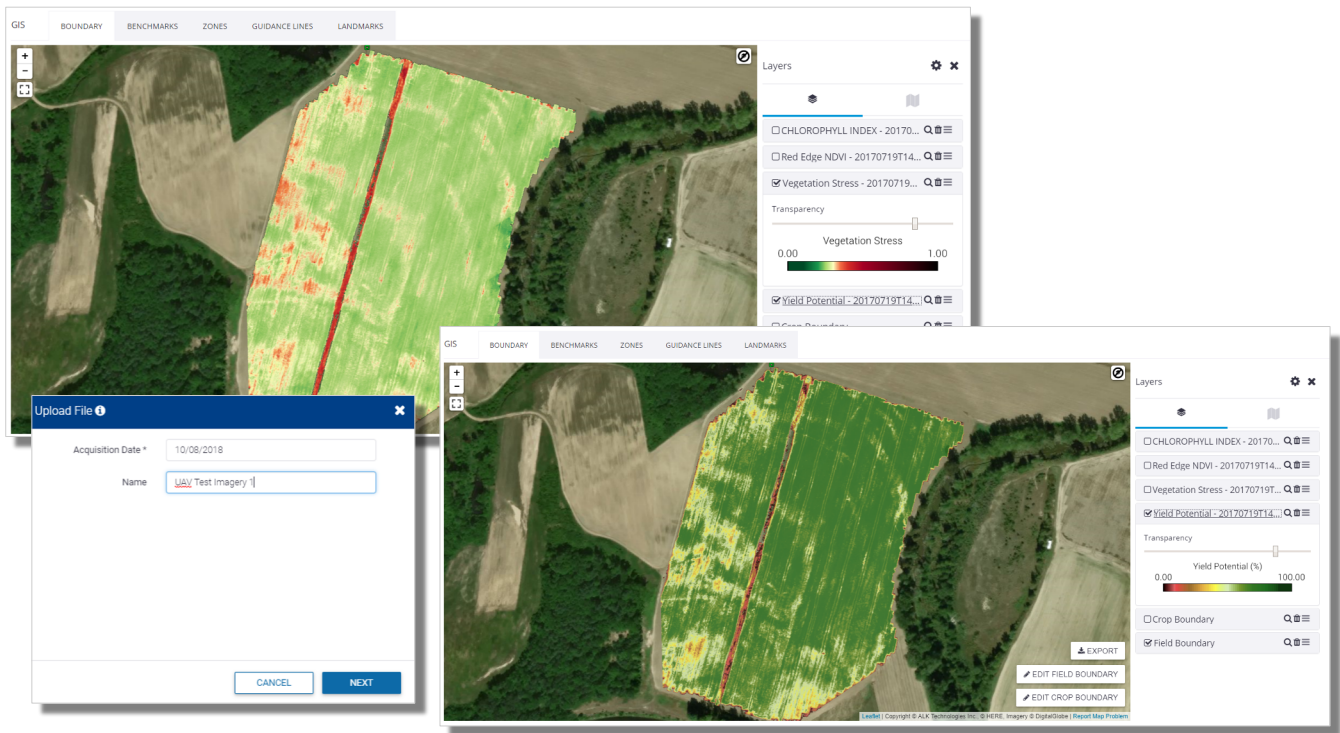 GIS BOUNDARY BENCHMARKS ZONES GUIDANCE LINES LANDMARKS
+
-
Layers
CHLOROPHYLL INDEX - 20170...
Red Edge NDVI - 20170719T14...
Vegetation Stress - 20170719...
Transparency
Vegetation Stress
0.00 1.00
Yield Potential - 20170719T14...
Crop Boundary
Upload File
Acquisition Date * 10/08/2018
Name UAV Test Imagery 1
CANCEL NEXT
GIS BOUNDARY BENCHMARKS ZONES GUIDANCE LINES LANDMARKS
+
-
Layers
CHLOROPHYLL INDEX - 20170...
Red Edge NDVI - 20170719T14...
Vegetation Stress - 20170719T...
Yield Potential - 20170719T14...
Transparency
Yield Potential (%)
0.00 100.00
Crop Boundary
Field Boundary
EXPORT
EDIT FIELD BOUNDARY
EDIT CROP BOUNDARY
Leaflet | Copyright © ALK Technologies Inc., © HERE, Imagery © DigitalGlobe | Report Map Problem